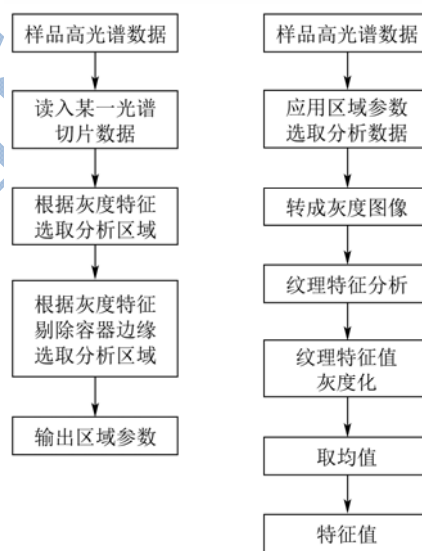 样品高光谱数据
读入某一光谱
切片数据
根据灰度特征
选取分析区域
根据灰度特征
剔除容器边缘
选取分析区域
输出区域参数
样品高光谱数据
应用区域参数
选取分析数据
转成灰度图像
纹理特征分析
纹理特征值
灰度化
取均值
特征值